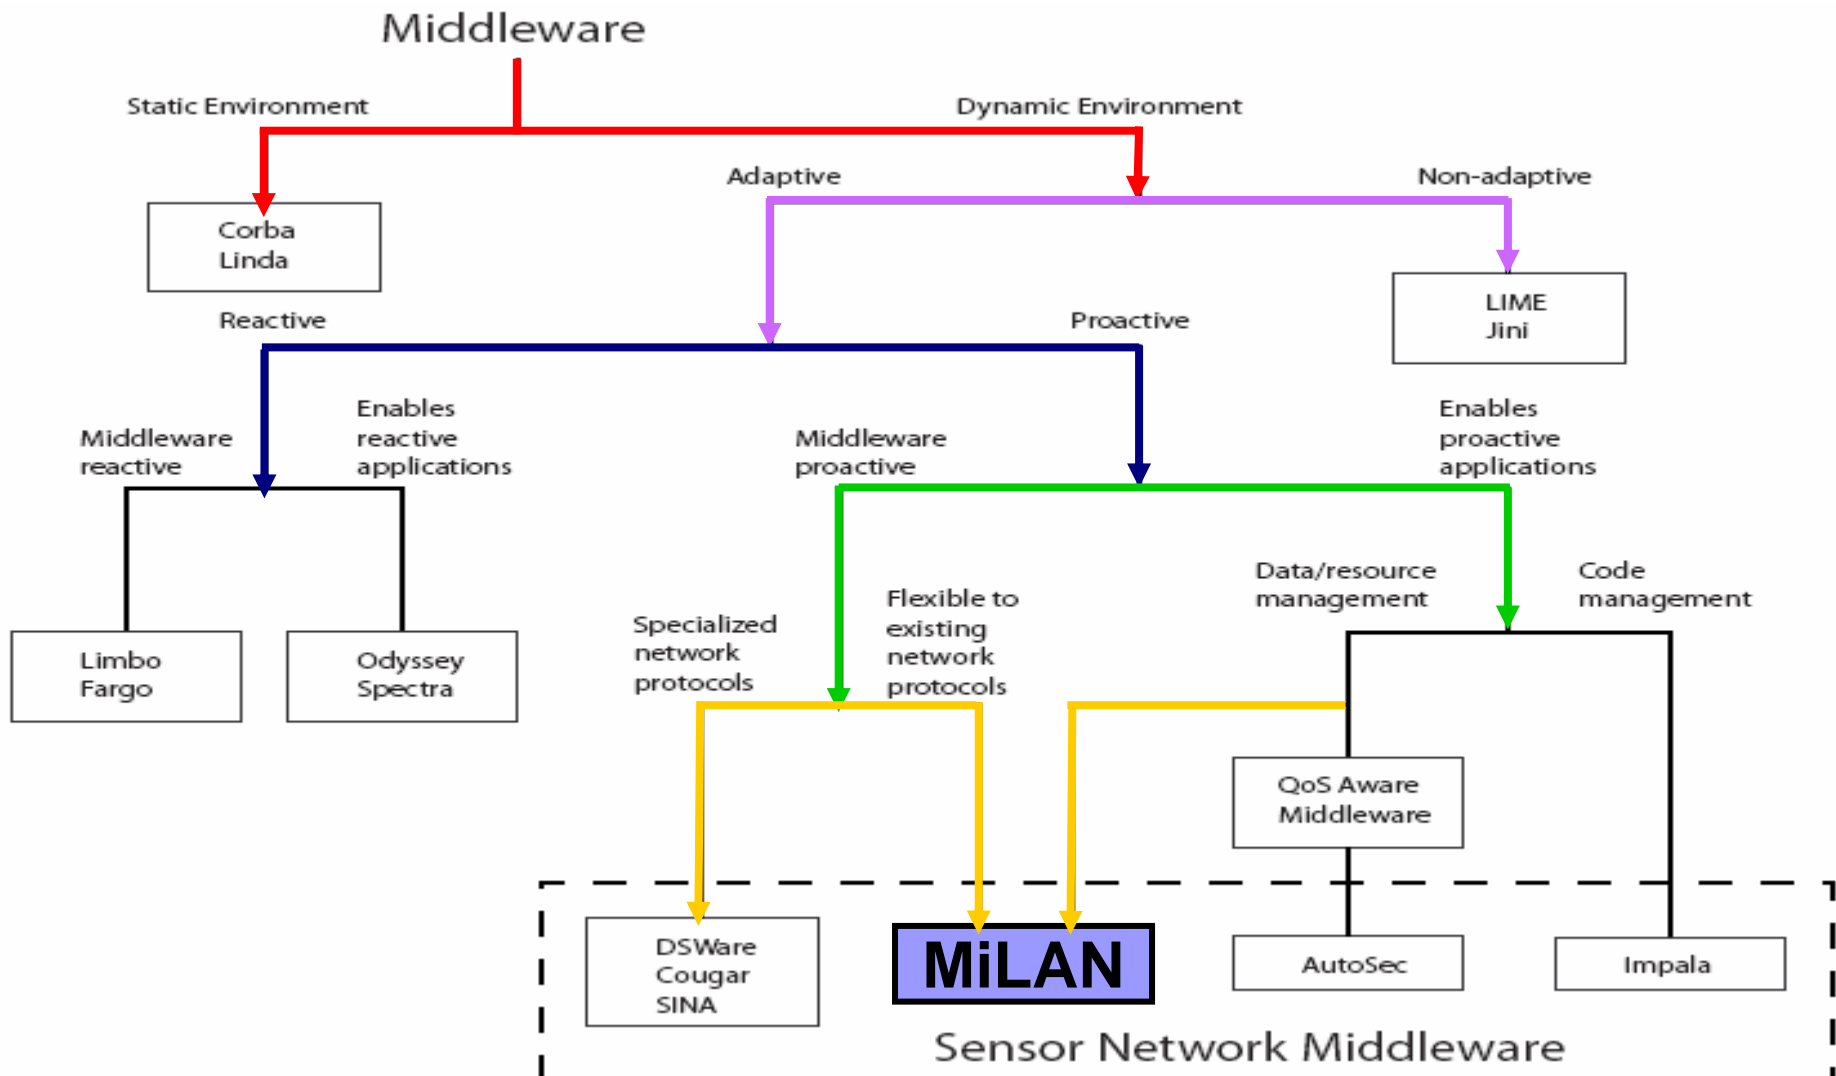 Middleware
Static Environment
Dynamic Environment
Adaptive
Non-adaptive
Corba
Linda
LIME
Jini
Reactive
Proactive
Middleware
reactive
Enables
reactive
applications
Middleware
proactive
Enables
proactive
applications
Limbo
Fargo
Odyssey
Spectra
Specialized
network
protocols
Flexible to
existing
network
protocols
Data/resource
management
Code
management
QoS Aware
Middleware
DSWare
Cougar
SINA
MiLAN
AutoSec
Impala
Sensor Network Middleware